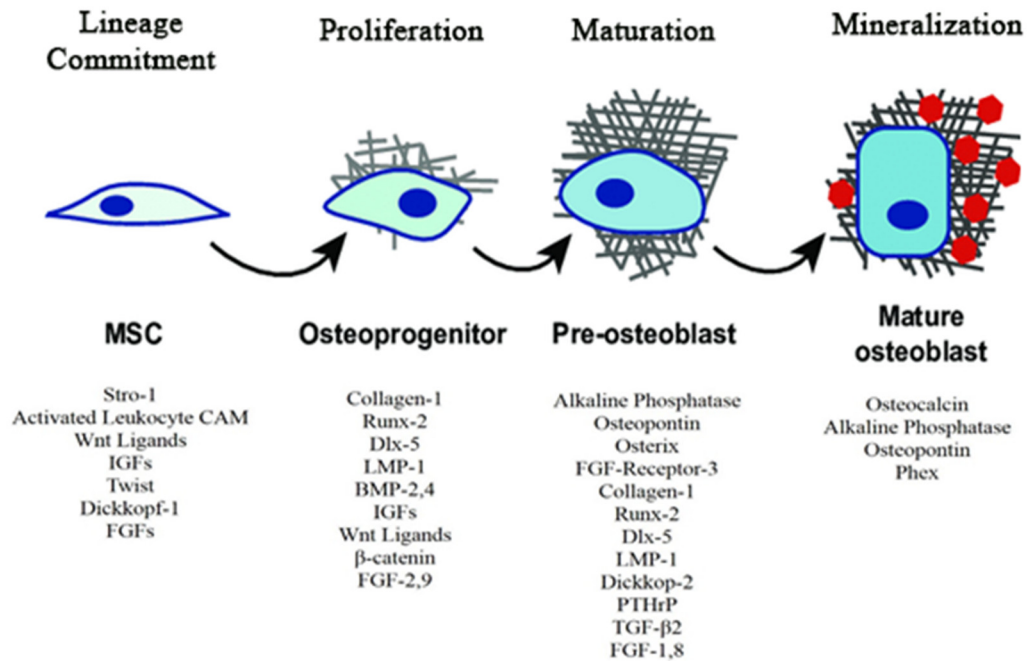 Lineage
Commitment
Proliferation
Maturation
Mineralization
MSC
Osteoprogenitor
Pre-osteoblast
Mature
osteoblast
Stro-1
Activated Leukocyte CAM
Wnt Ligands
IGFs
Twist
Dickkopf-1
FGFs
Collagen-1
Runx-2
Dlx-5
LMP-1
BMP-2,4
IGFs
Wnt Ligands
β-catenin
FGF-2,9
Alkaline Phosphatase
Osteopontin
Osterix
FGF-Receptor-3
Collagen-1
Runx-2
Dlx-5
LMP-1
Dickkop-2
PTHrP
TGF-β2
FGF-1,8
Osteocalcin
Alkaline Phosphatase
Osteopontin
Phex